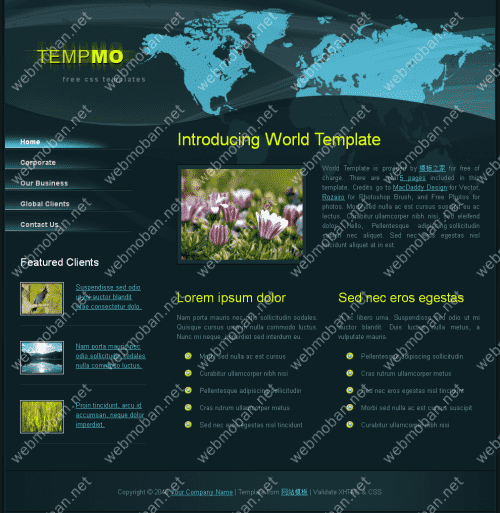 TEMPMO
free css templates
Home
Corporate
Our Business
Global Clients
Contact Us
Featured Clients
Suspendisse sed odio
ut mi auctor blandit
vitae consectetur dolo.
Nam porta mauris nec
odio sollicitudin sodales
nulla commodo luctus.
Proin tincidunt, arcu id
accumsan, neque dolor
imperdiet.
Introducing World Template
World Template is provided by 模板之家 for free of
charge. There are 5 pages included in this
template. Credits go to MacDaddy Design for Vector,
Rozairo for Photoshop Brush, and Free Photos for
photos. Morbi sed nulla ac est cursus suscipit eu ac
lectus. Curabitur ullamcorper nibh nisi, sed eleifend
dolor. Hello, Pellentesque adipiscing sollicitudin
sapien nec aliquet. Sed nec eros egestas nisl
tincidunt aliquet at in est.
Lorem ipsum dolor
Nam porta mauris nec odio sollicitudin sodales.
Quisque cursus urna in nulla commodo luctus.
Nunc mi neque, imperdiet sed interdum eu.
Morbi sed nulla ac est cursus
Curabitur ullamcorper nibh nisi
Pellentesque adipiscing sollicitudin
Cras rutrum ullamcorper metus
Sed nec eros egestas nisl tincidunt
Sed nec eros egestas
ac libero urna. Suspendisse sed odio ut mi
auctor blandit. Duis luctus nulla metus, a
vulputate mauris.
Pellentesque adipiscing sollicitudin
Cras rutrum ullamcorper metus
Sed nec eros egestas nisl tincidunt
Morbi sed nulla ac est cursus suscipit
Curabitur ullamcorper nibh nisi
Copyright © Your Company Name | Template from 网站模板 | Validate XHTML & CSS
webmoban.net